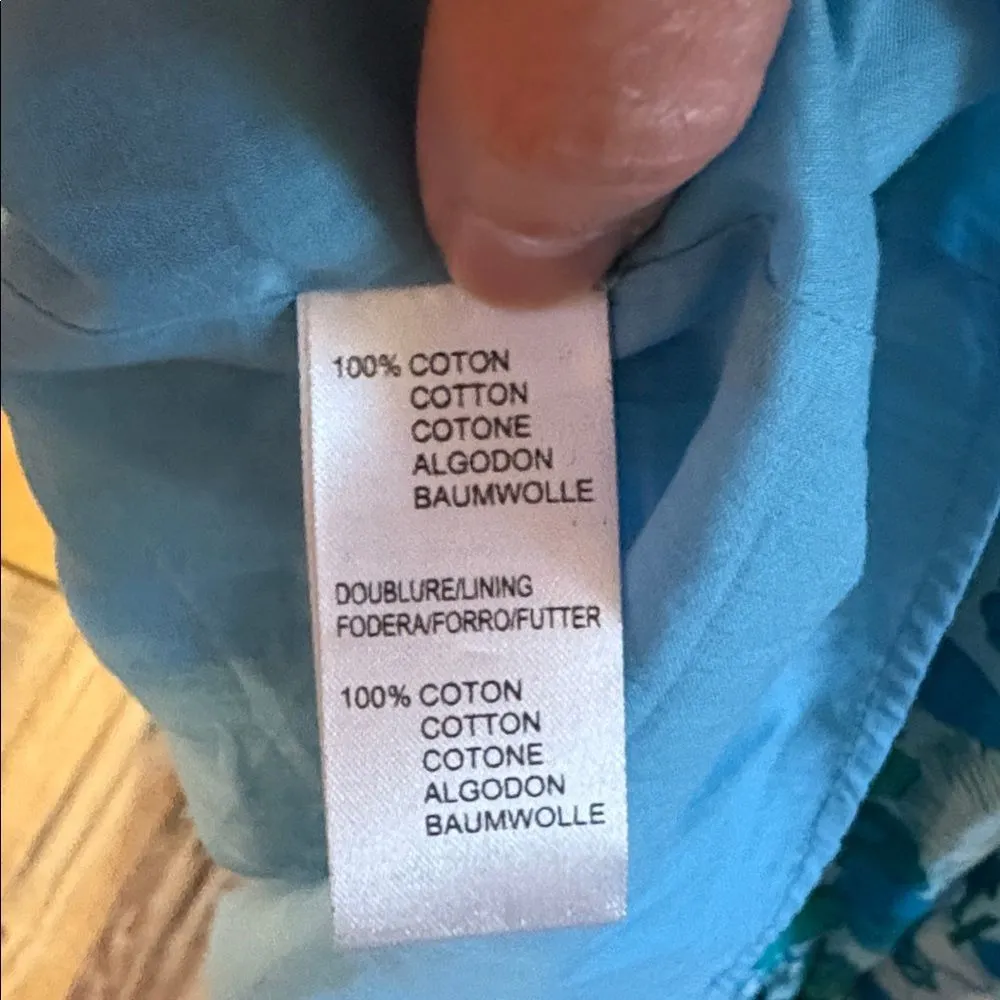 100% COTON
COTTON
COTONE
ALGODON
BAUMWOLLE
DOUBLURE/LINING
FODERA/FORRO/FUTTER
100% COTON
COTTON
COTONE
ALGODON
BAUMWOLLE